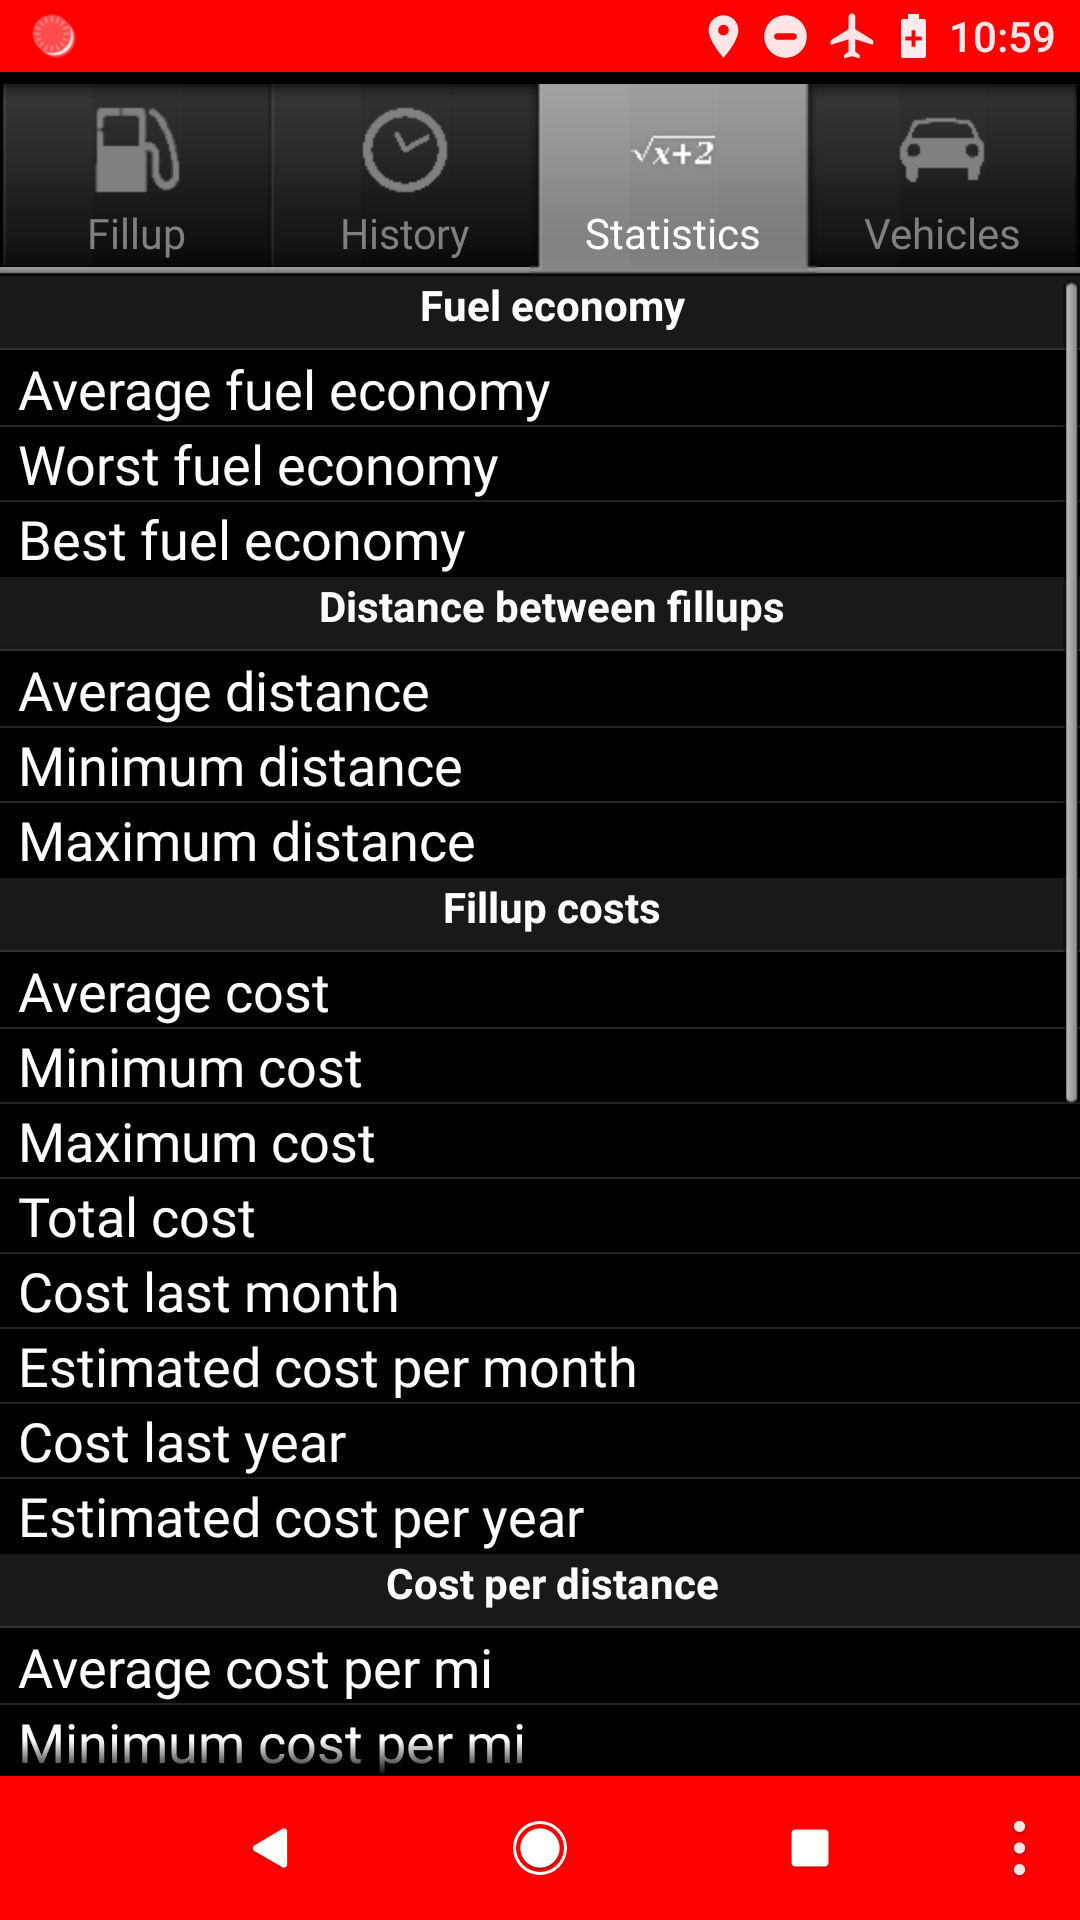 10:59
Fillup
History
√x+2
Statistics
Vehicles
Fuel economy
Average fuel economy
Worst fuel economy
Best fuel economy
Distance between fillups
Average distance
Minimum distance
Maximum distance
Fillup costs
Average cost
Minimum cost
Maximum cost
Total cost
Cost last month
Estimated cost per month
Cost last year
Estimated cost per year
Cost per distance
Average cost per mi
Minimum cost per mi